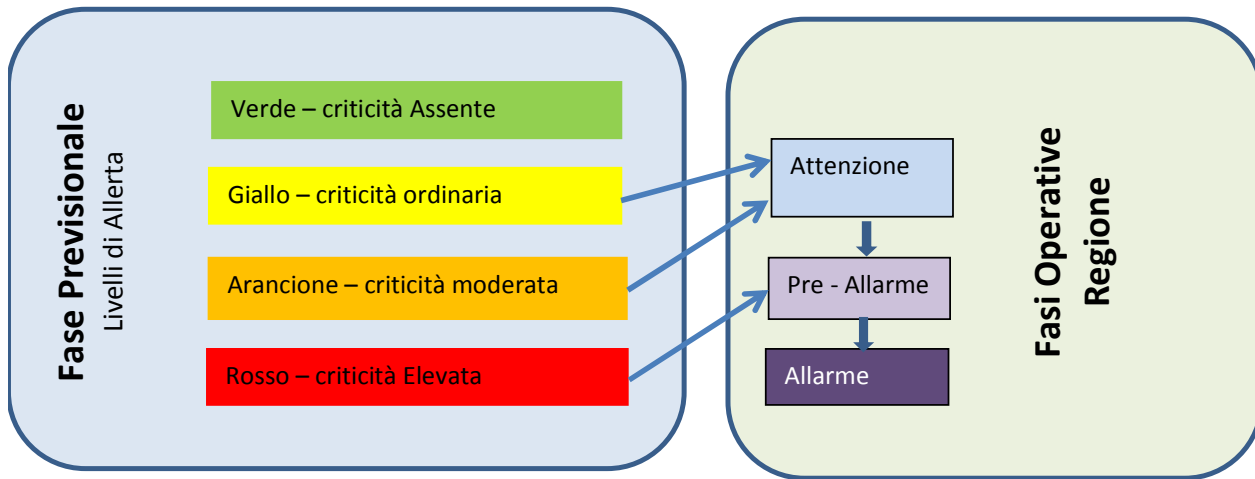 Fase Previsionale
Livelli di Allerta
Verde – criticità Assente
Giallo – criticità ordinaria
Arancione – criticità moderata
Rosso – criticità Elevata
Attenzione
Pre - Allarme
Allarme
Fasi Operative
Regione